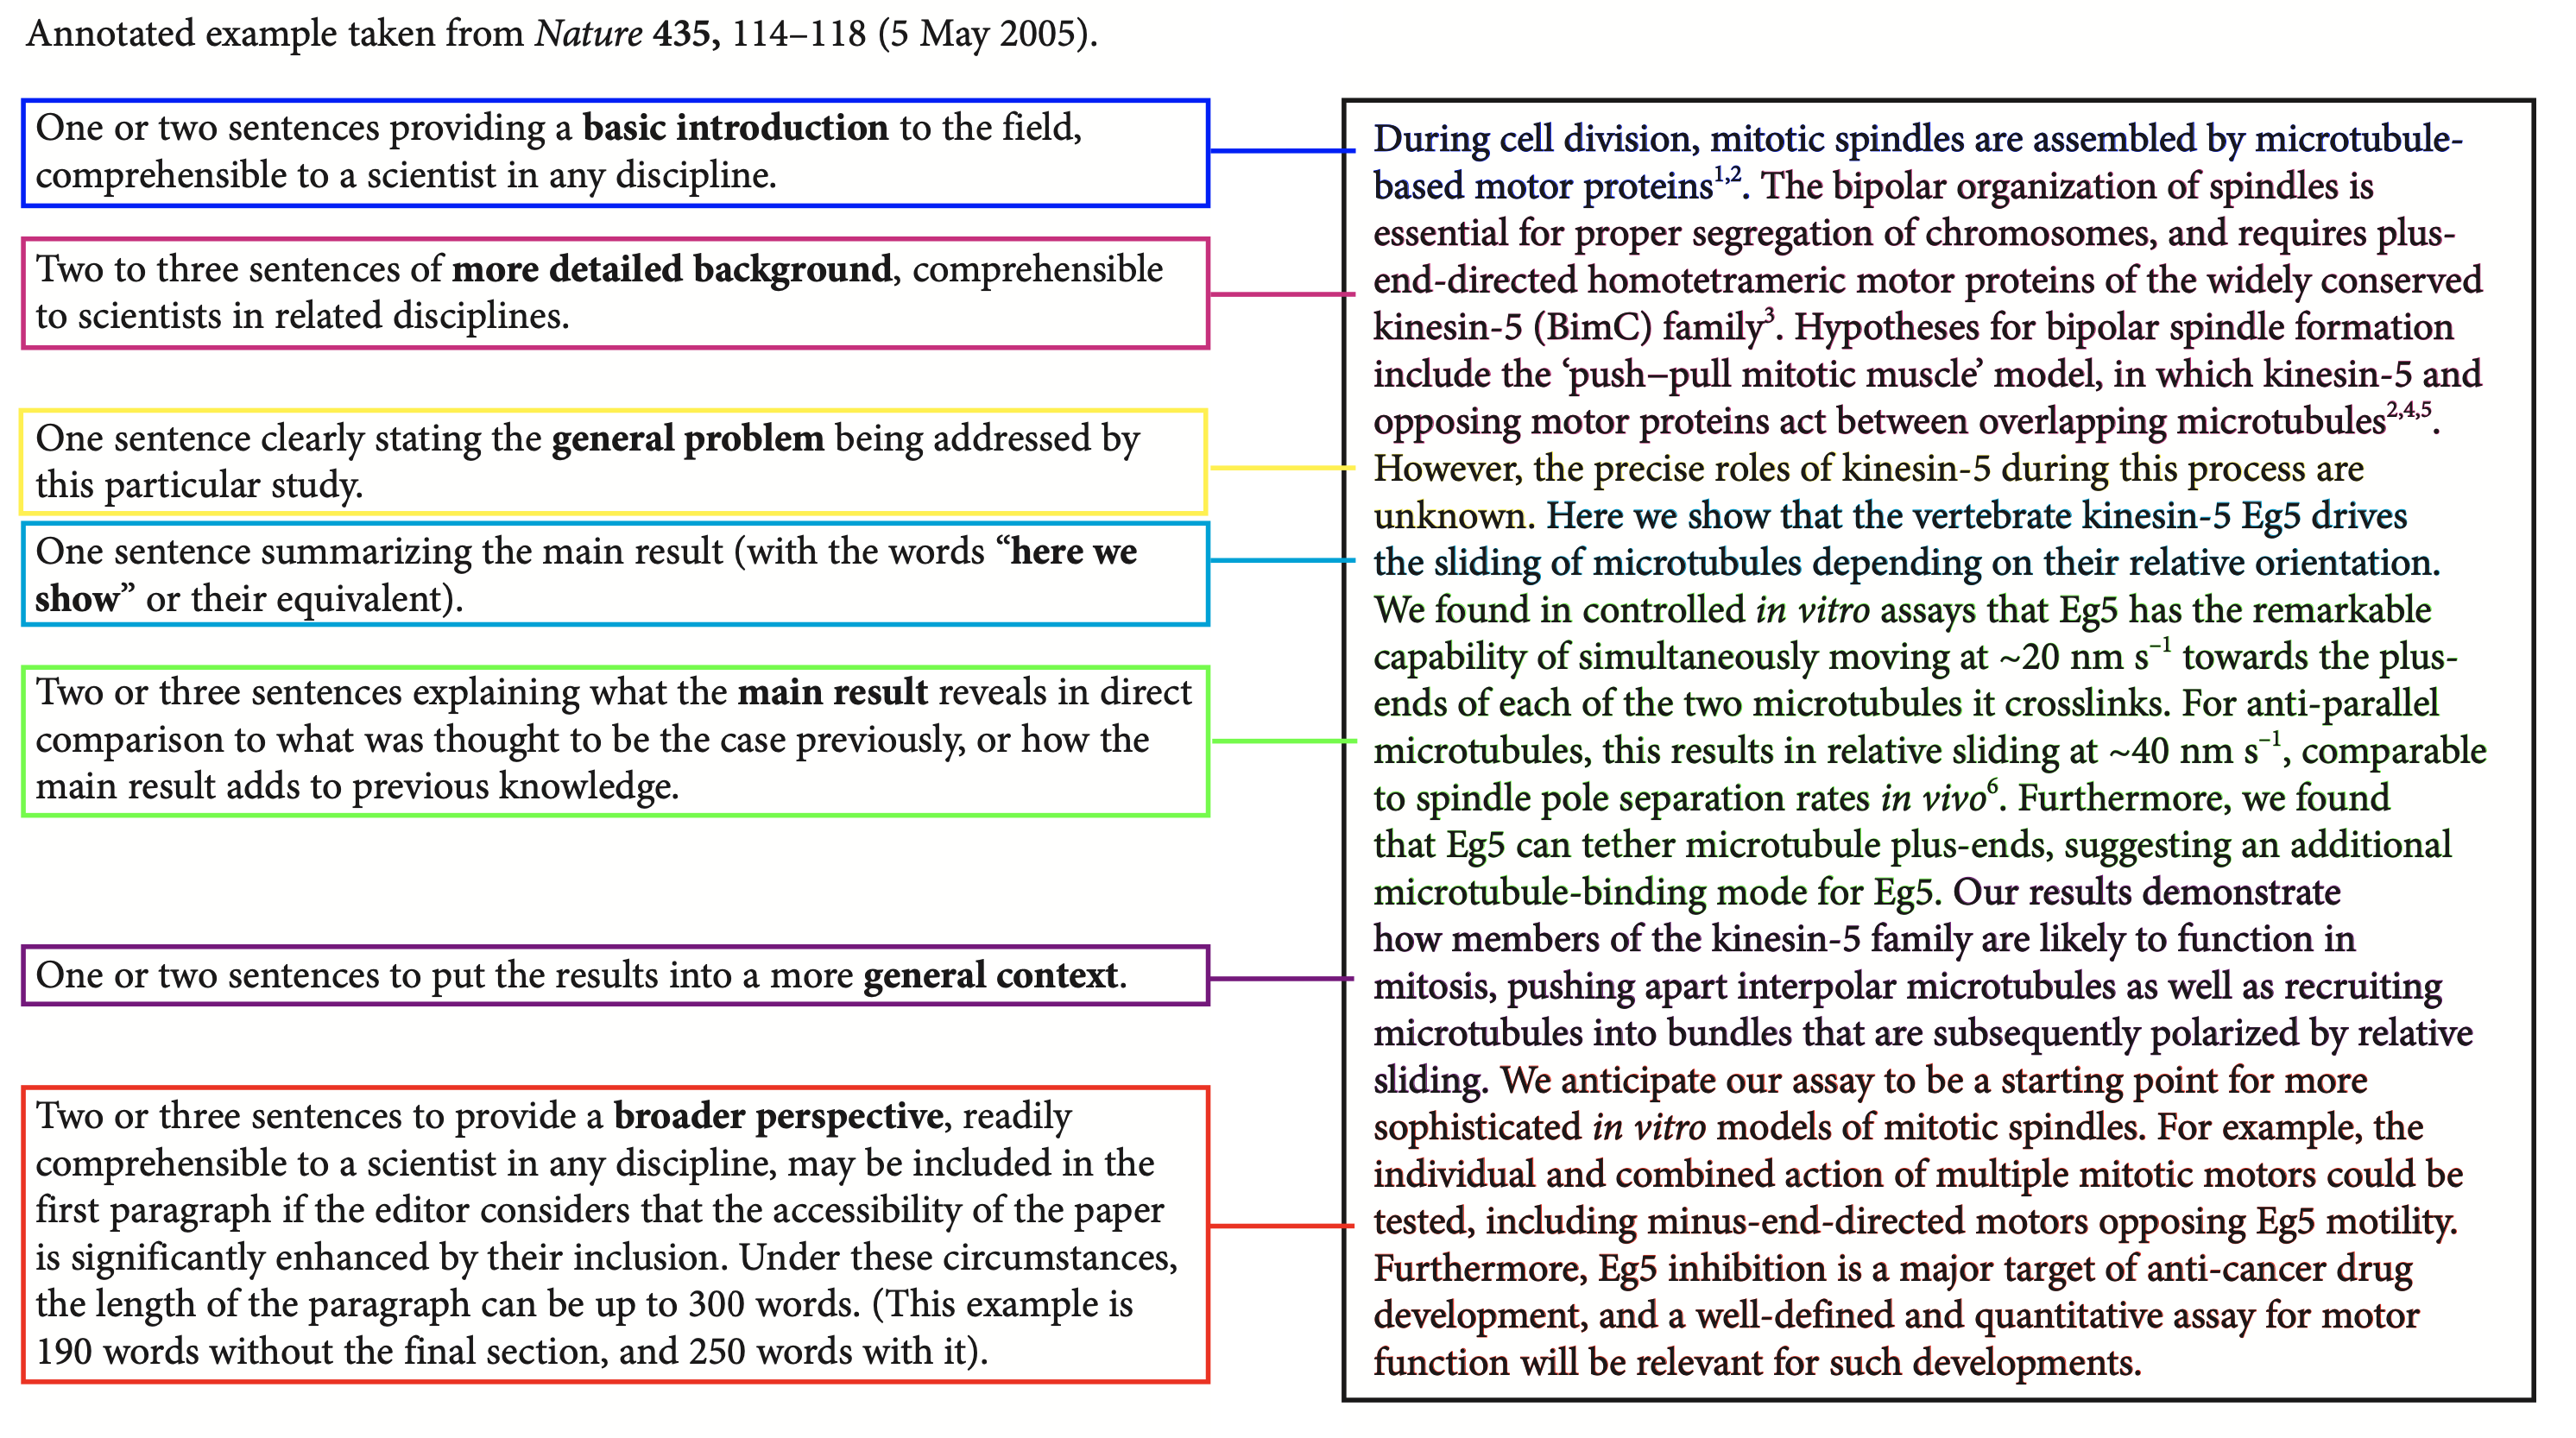 Annotated example taken from Nature 435, 114–118 (5 May 2005).
One or two sentences providing a basic introduction to the field,
comprehensible to a scientist in any discipline.
Two to three sentences of more detailed background, comprehensible
to scientists in related disciplines.
One sentence clearly stating the general problem being addressed by
this particular study.
One sentence summarizing the main result (with the words “here we
show” or their equivalent).
Two or three sentences explaining what the main result reveals in direct
comparison to what was thought to be the case previously, or how the
main result adds to previous knowledge.
One or two sentences to put the results into a more general context.
Two or three sentences to provide a broader perspective, readily
comprehensible to a scientist in any discipline, may be included in the
first paragraph if the editor considers that the accessibility of the paper
is significantly enhanced by their inclusion. Under these circumstances,
the length of the paragraph can be up to 300 words. (This example is
190 words without the final section, and 250 words with it).
During cell division, mitotic spindles are assembled by microtubule-
based motor proteins1,2. The bipolar organization of spindles is
essential for proper segregation of chromosomes, and requires plus-
end-directed homotetrameric motor proteins of the widely conserved
kinesin-5 (BimC) family3. Hypotheses for bipolar spindle formation
include the ‘push–pull mitotic muscle’ model, in which kinesin-5 and
opposing motor proteins act between overlapping microtubules2,4,5.
However, the precise roles of kinesin-5 during this process are
unknown. Here we show that the vertebrate kinesin-5 Eg5 drives
the sliding of microtubules depending on their relative orientation.
We found in controlled in vitro assays that Eg5 has the remarkable
capability of simultaneously moving at ~20 nm s–1 towards the plus-
ends of each of the two microtubules it crosslinks. For anti-parallel
microtubules, this results in relative sliding at ~40 nm s–1, comparable
to spindle pole separation rates in vivo6. Furthermore, we found
that Eg5 can tether microtubule plus-ends, suggesting an additional
microtubule-binding mode for Eg5. Our results demonstrate
how members of the kinesin-5 family are likely to function in
mitosis, pushing apart interpolar microtubules as well as recruiting
microtubules into bundles that are subsequently polarized by relative
sliding. We anticipate our assay to be a starting point for more
sophisticated in vitro models of mitotic spindles. For example, the
individual and combined action of multiple mitotic motors could be
tested, including minus-end-directed motors opposing Eg5 motility.
Furthermore, Eg5 inhibition is a major target of anti-cancer drug
development, and a well-defined and quantitative assay for motor
function will be relevant for such developments.